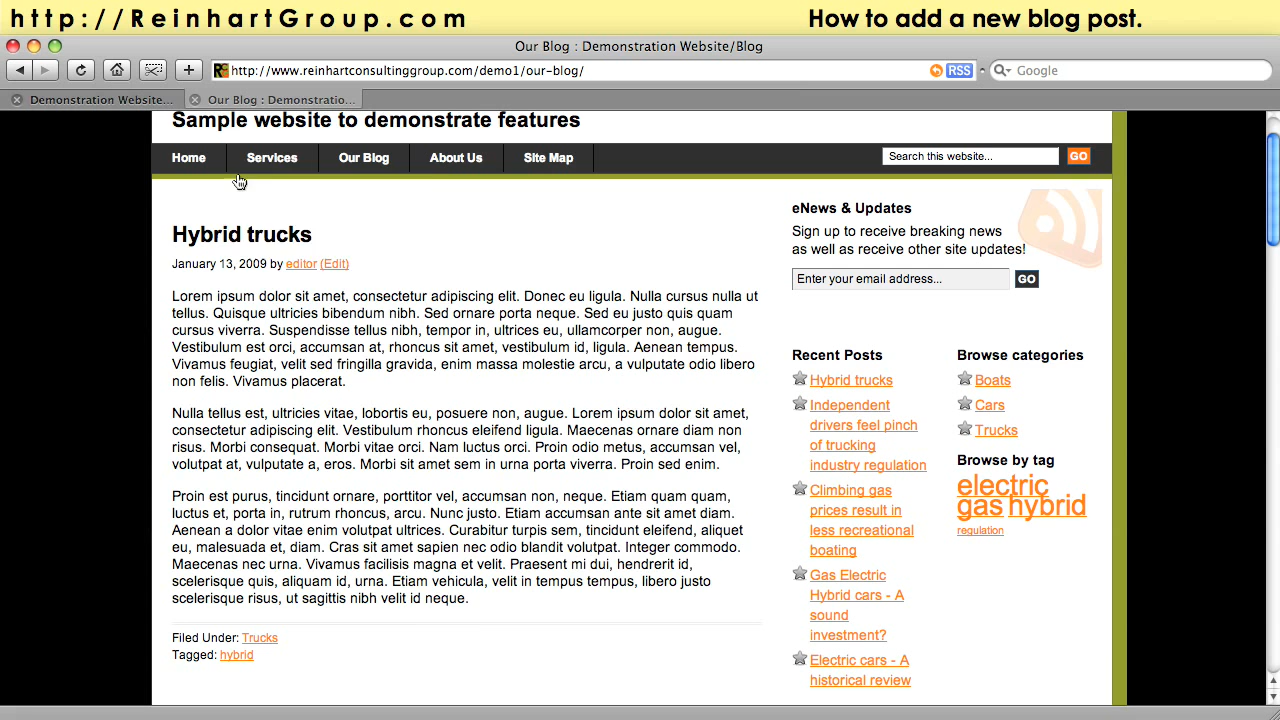 http://ReinhartGroup.com
How to add a new blog post.
Our Blog : Demonstration Website/Blog
http://www.reinhartconsultinggroup.com/demo1/our-blog/
RSS
Google
Demonstration Website...
Our Blog : Demonstratio...
Sample website to demonstrate features
Home
Services
Our Blog
About Us
Site Map
Search this website...
GO
Hybrid trucks
January 13, 2009 by editor (Edit)
Lorem ipsum dolor sit amet, consectetur adipiscing elit. Donec eu ligula. Nulla cursus nulla ut
tellus. Quisque ultricies bibendum nibh. Sed ornare porta neque. Sed eu justo quis quam
cursus viverra. Suspendisse tellus nibh, tempor in, ultrices eu, ullamcorper non, augue.
Vestibulum est orci, accumsan at, rhoncus sit amet, vestibulum id, ligula. Aenean tempus.
Vivamus feugiat, velit sed fringilla gravida, enim massa molestie arcu, a vulputate odio libero
non felis. Vivamus placerat.
Nulla tellus est, ultricies vitae, lobortis eu, posuere non, augue. Lorem ipsum dolor sit amet,
consectetur adipiscing elit. Vestibulum rhoncus eleifend ligula. Maecenas ornare diam non
risus. Morbi consequat. Morbi vitae orci. Nam luctus orci. Proin odio metus, accumsan vel,
volutpat at, vulputate a, eros. Morbi sit amet sem in urna porta viverra. Proin sed enim.
Proin est purus, tincidunt ornare, porttitor vel, accumsan non, neque. Etiam quam quam,
luctus et, porta in, rutrum rhoncus, arcu. Nunc justo. Etiam accumsan ante sit amet diam.
Aenean a dolor vitae enim volutpat ultrices. Curabitur turpis sem, tincidunt eleifend, aliquet
eu, malesuada et, diam. Cras sit amet sapien nec odio blandit volutpat. Integer commodo.
Maecenas nec urna. Vivamus facilisis magna et velit. Praesent mi dui, hendrerit id,
scelerisque quis, aliquam id, urna. Etiam vehicula, velit in tempus tempus, libero justo
scelerisque risus, ut sagittis nibh velit id neque.
Filed Under: Trucks
Tagged: hybrid
eNews & Updates
Sign up to receive breaking news
as well as receive other site updates!
Enter your email address...
GO
Recent Posts
Hybrid trucks
Independent
drivers feel pinch
of trucking
industry regulation
Climbing gas
prices result in
less recreational
boating
Gas Electric
Hybrid cars - A
sound
investment?
Electric cars - A
historical review
Browse categories
Boats
Cars
Trucks
Browse by tag
electric
gas hybrid
regulation